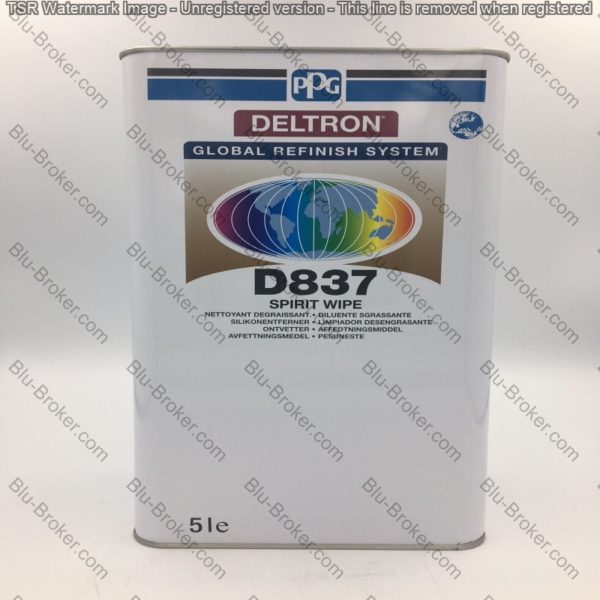 TSR Watermark Image - Unregistered version - This line is removed when registered
PPG
DELTRON®
GLOBAL REFINISH SYSTEM
D837
SPIRIT WIPE
NETTOYANT DEGRAISSANT • DILUENTE SGRASSANTE
SILIKONENTFERNER • LIMPIADOR DESENGRASANTE
ONTVETTER • AFFEDTNINGSMIDDEL
AVFETTNINGSMEDEL • PESUNESTE
5le
Blu-Broker.com